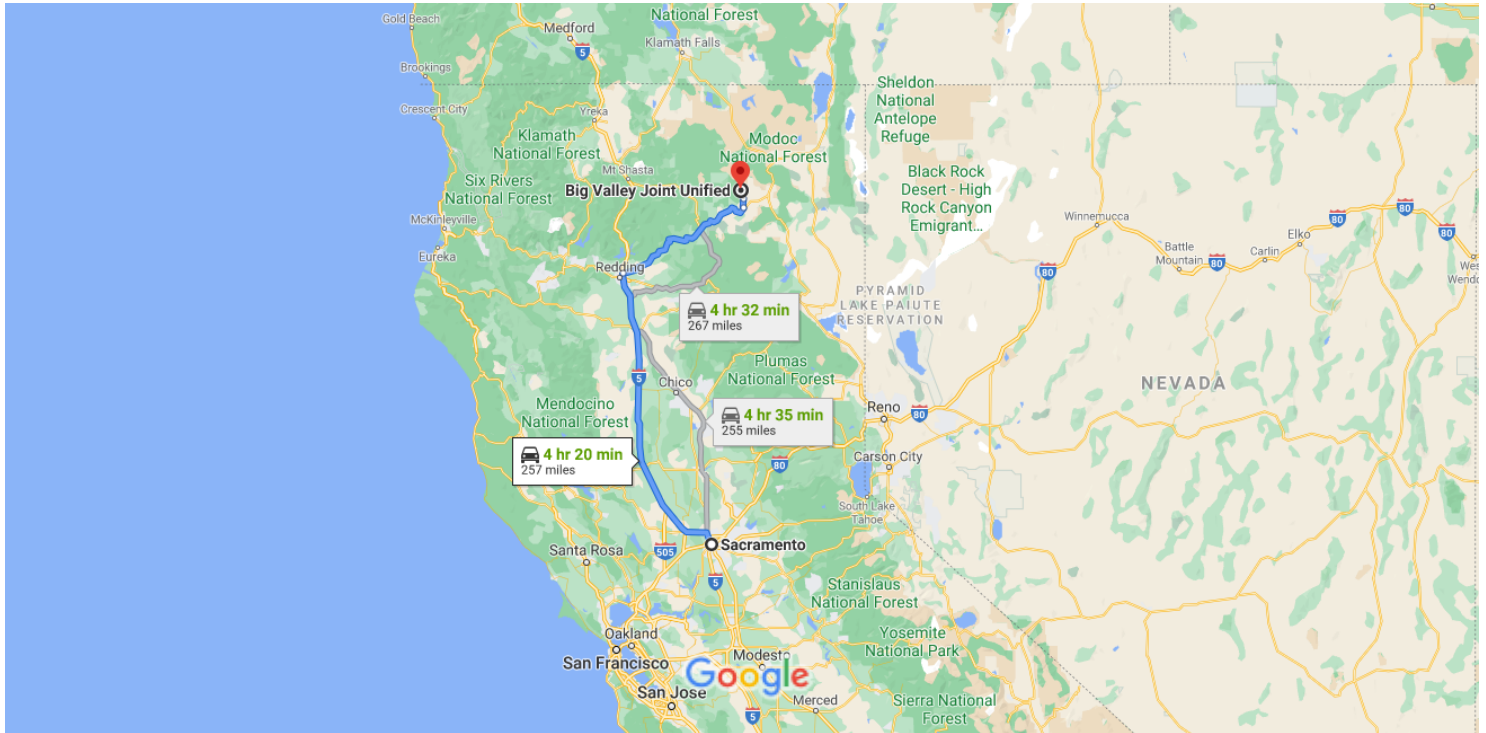 Gold Beach
National Forest
Medford
5
Klamath Falls
Brookings
Sheldon
National
Antelope
Refuge
Crescent City
Yreka
Klamath
National Forest
Modoc
National Forest
Mt Shasta
Big Valley Joint Unified
Six Rivers
National Forest
Black Rock
Desert - High
Rock Canyon
Emigrant...
McKinleyville
Eureka
Winnemucca
80
80
80
Elko
Battle
Mountain
80
Carlin
Wes
Wendo
80
Redding
PYRAMID
LAKE PAIUTE
RESERVATION
4 hr 32 min
267 miles
Plumas
National Forest
5
Chico
NEVADA
Mendocino
National Forest
4 hr 35 min
255 miles
Reno
80
4 hr 20 min
257 miles
80
Carson City
South Lake
Tahoe
Santa Rosa
505
Sacramento
5
Stanislaus
National Forest
Oakland
San Francisco
Yosemite
National Park
Modesto
Google
San Jose
Merced
Sierra National
Forest
5